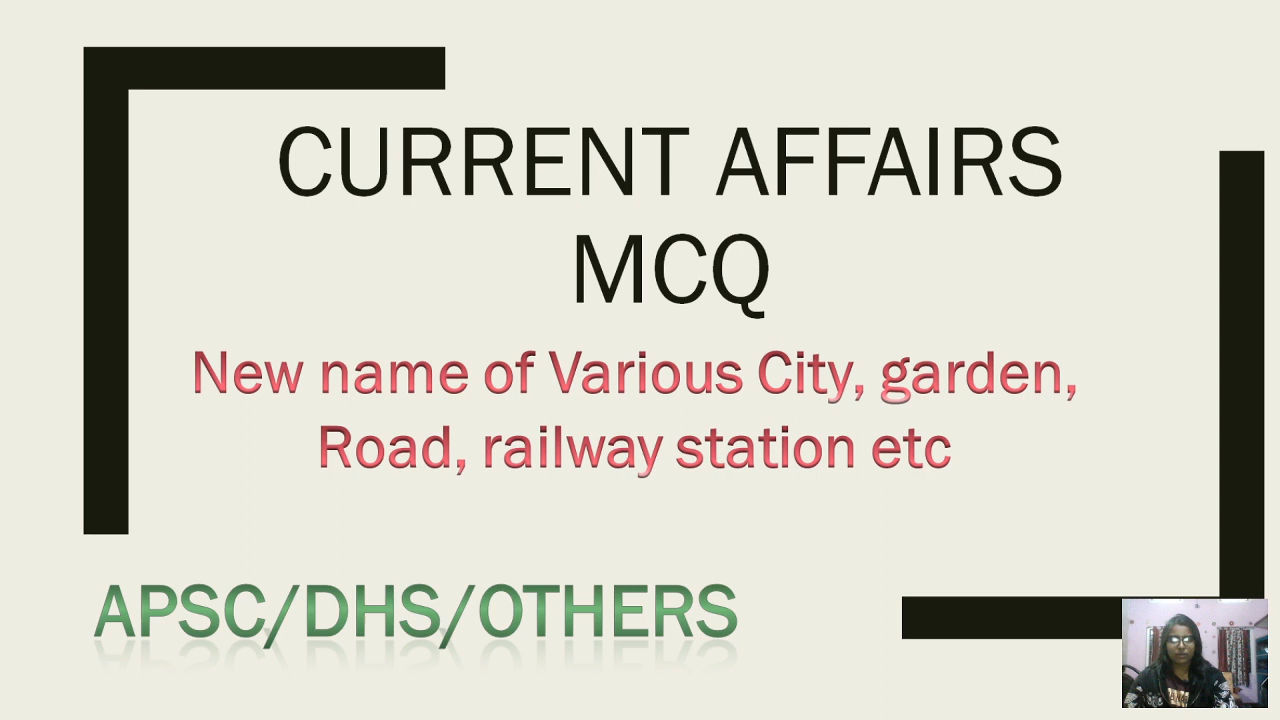 CURRENT AFFAIRS
MCQ
New name of Various City, garden,
Road, railway station etc
APSC/DHS/OTHERS